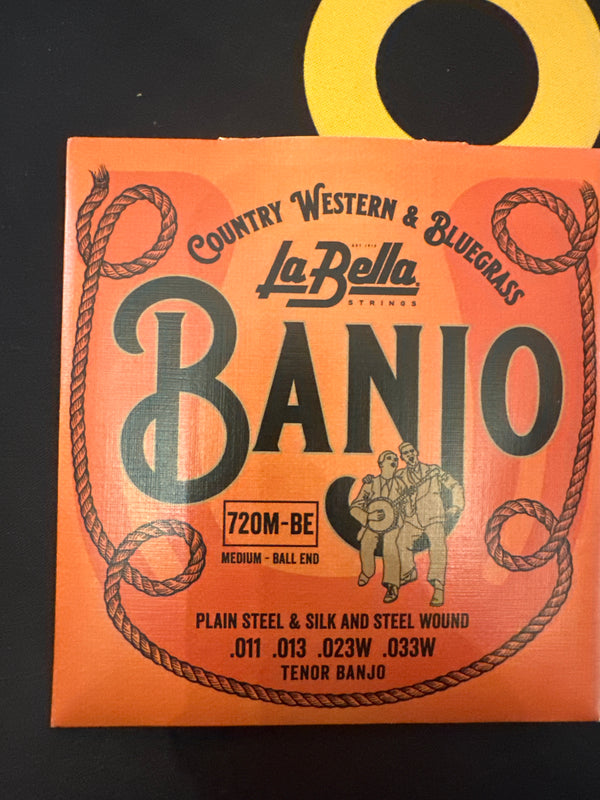 Country Western & Bluegrass
EST. 1913
La Bella
STRINGS
BANJO
720M-BE
MEDIUM - BALL END
PLAIN STEEL & SILK AND STEEL WOUND
.011 .013 .023W .033W
TENOR BANJO